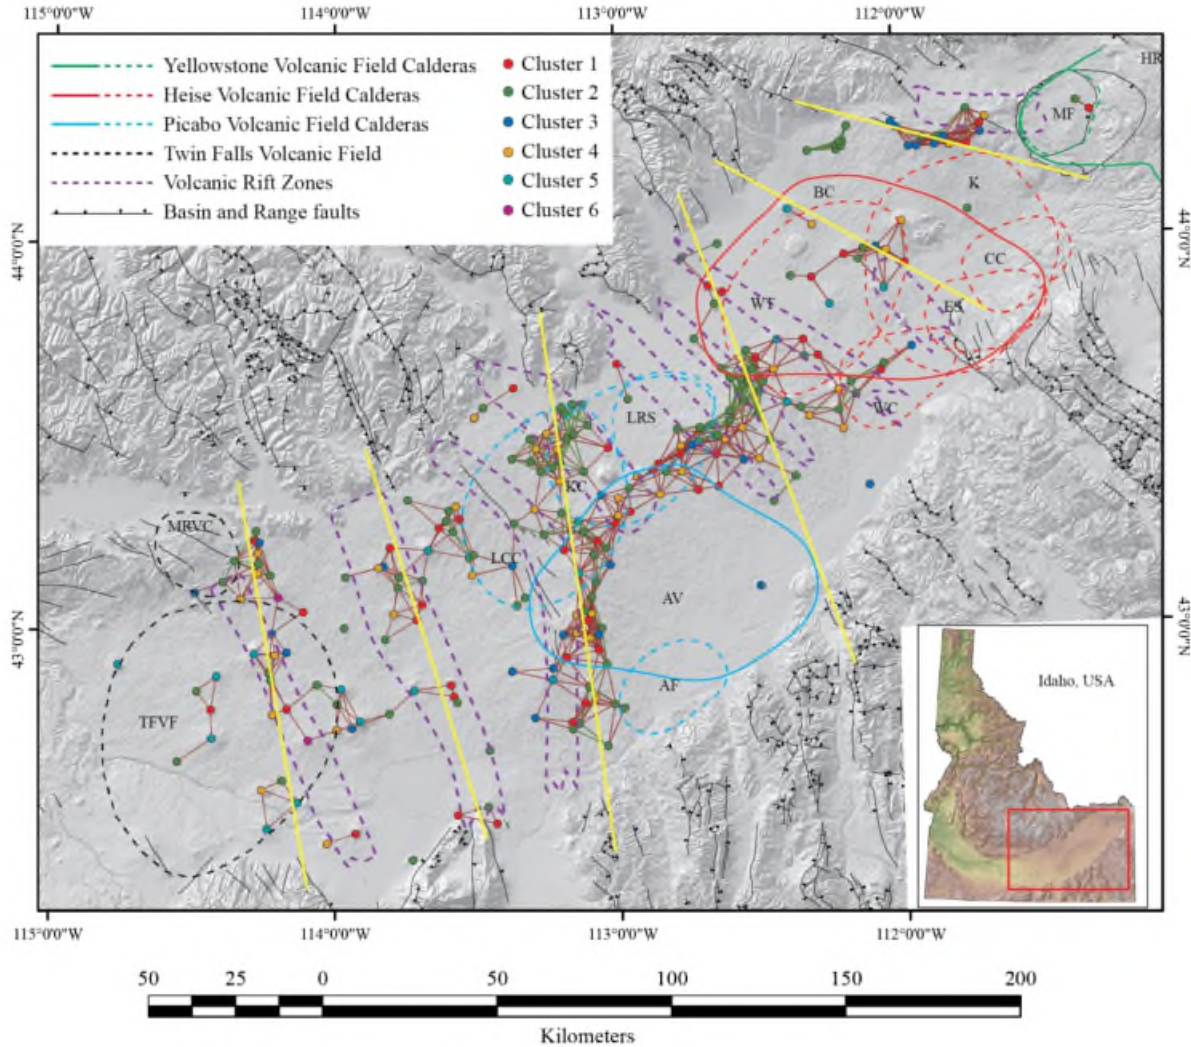 115°0'0"W 114°0'0"W 113°0'0"W 112°0'0"W
Yellowstone Volcanic Field Calderas
Heise Volcanic Field Calderas
Picabo Volcanic Field Calderas
Twin Falls Volcanic Field
Volcanic Rift Zones
Basin and Range faults
Cluster 1
Cluster 2
Cluster 3
Cluster 4
Cluster 5
Cluster 6
HR
MF
K
BC
44°0'0"N
44°0'0"N
CC
ES
WT
WC
LRS
KC
MRVC
LCC
AV
43°0'0"N
43°0'0"N
AF
TFVF
Idaho, USA
115°0'0"W 114°0'0"W 113°0'0"W 112°0'0"W
50 25 0 50 100 150 200
Kilometers